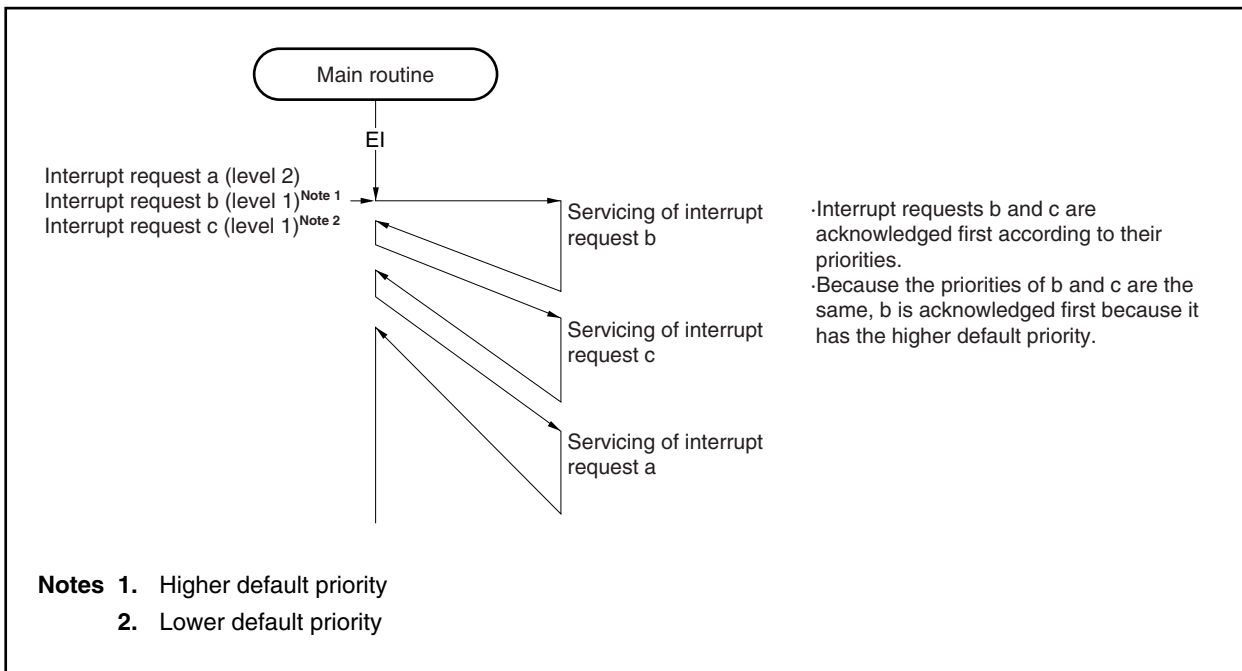 Main routine
EI
Interrupt request a (level 2)
Interrupt request b (level 1)Note 1
Interrupt request c (level 1)Note 2
Servicing of interrupt
request b
·Interrupt requests b and c are
acknowledged first according to their
priorities.
·Because the priorities of b and c are the
same, b is acknowledged first because it
has the higher default priority.
Servicing of interrupt
request c
Servicing of interrupt
request a
Notes 1. Higher default priority
2. Lower default priority